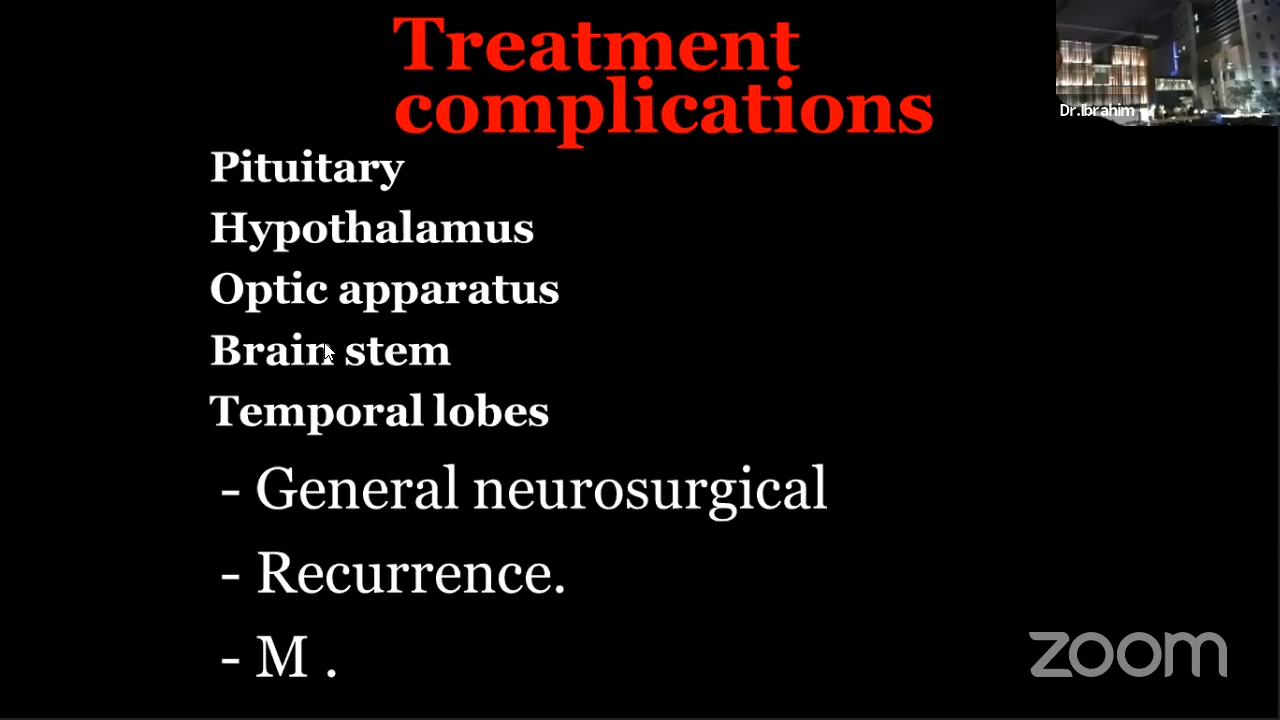 Treatment
complications
Dr.Ibrahim
Pituitary
Hypothalamus
Optic apparatus
Brain stem
Temporal lobes
- General neurosurgical
- Recurrence.
- M .
zoom